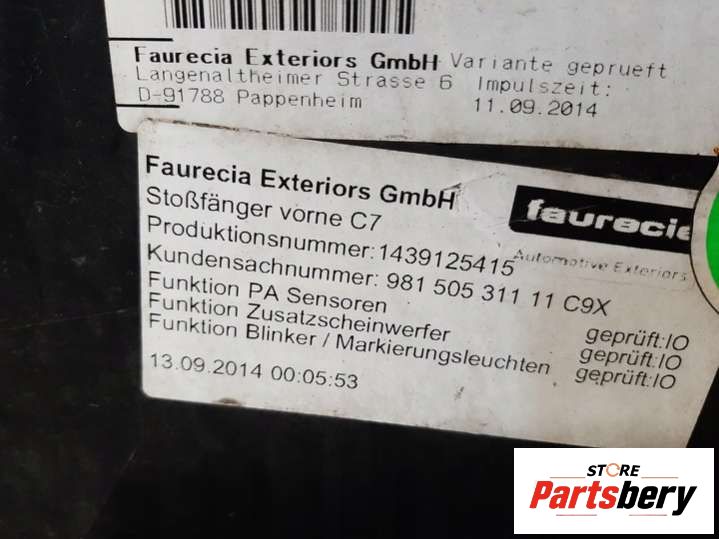 Faurecia Exteriors GmbH Variante geprueft
Langenaltheimer Strasse 6 Impulszeit:
D-91788 Pappenheim 11.09.2014
Faurecia Exteriors GmbH
faurecia
Automotive Exteriors
Stoßfänger vorne C7
Produktionsnummer:1439125415
Kundensachnummer: 981 505 311 11 C9X
Funktion PA Sensoren geprüft:IO
Funktion Zusatzscheinwerfer geprüft:IO
Funktion Blinker / Markierungsleuchten geprüft:IO
13.09.2014 00:05:53
STORE
Partsbery